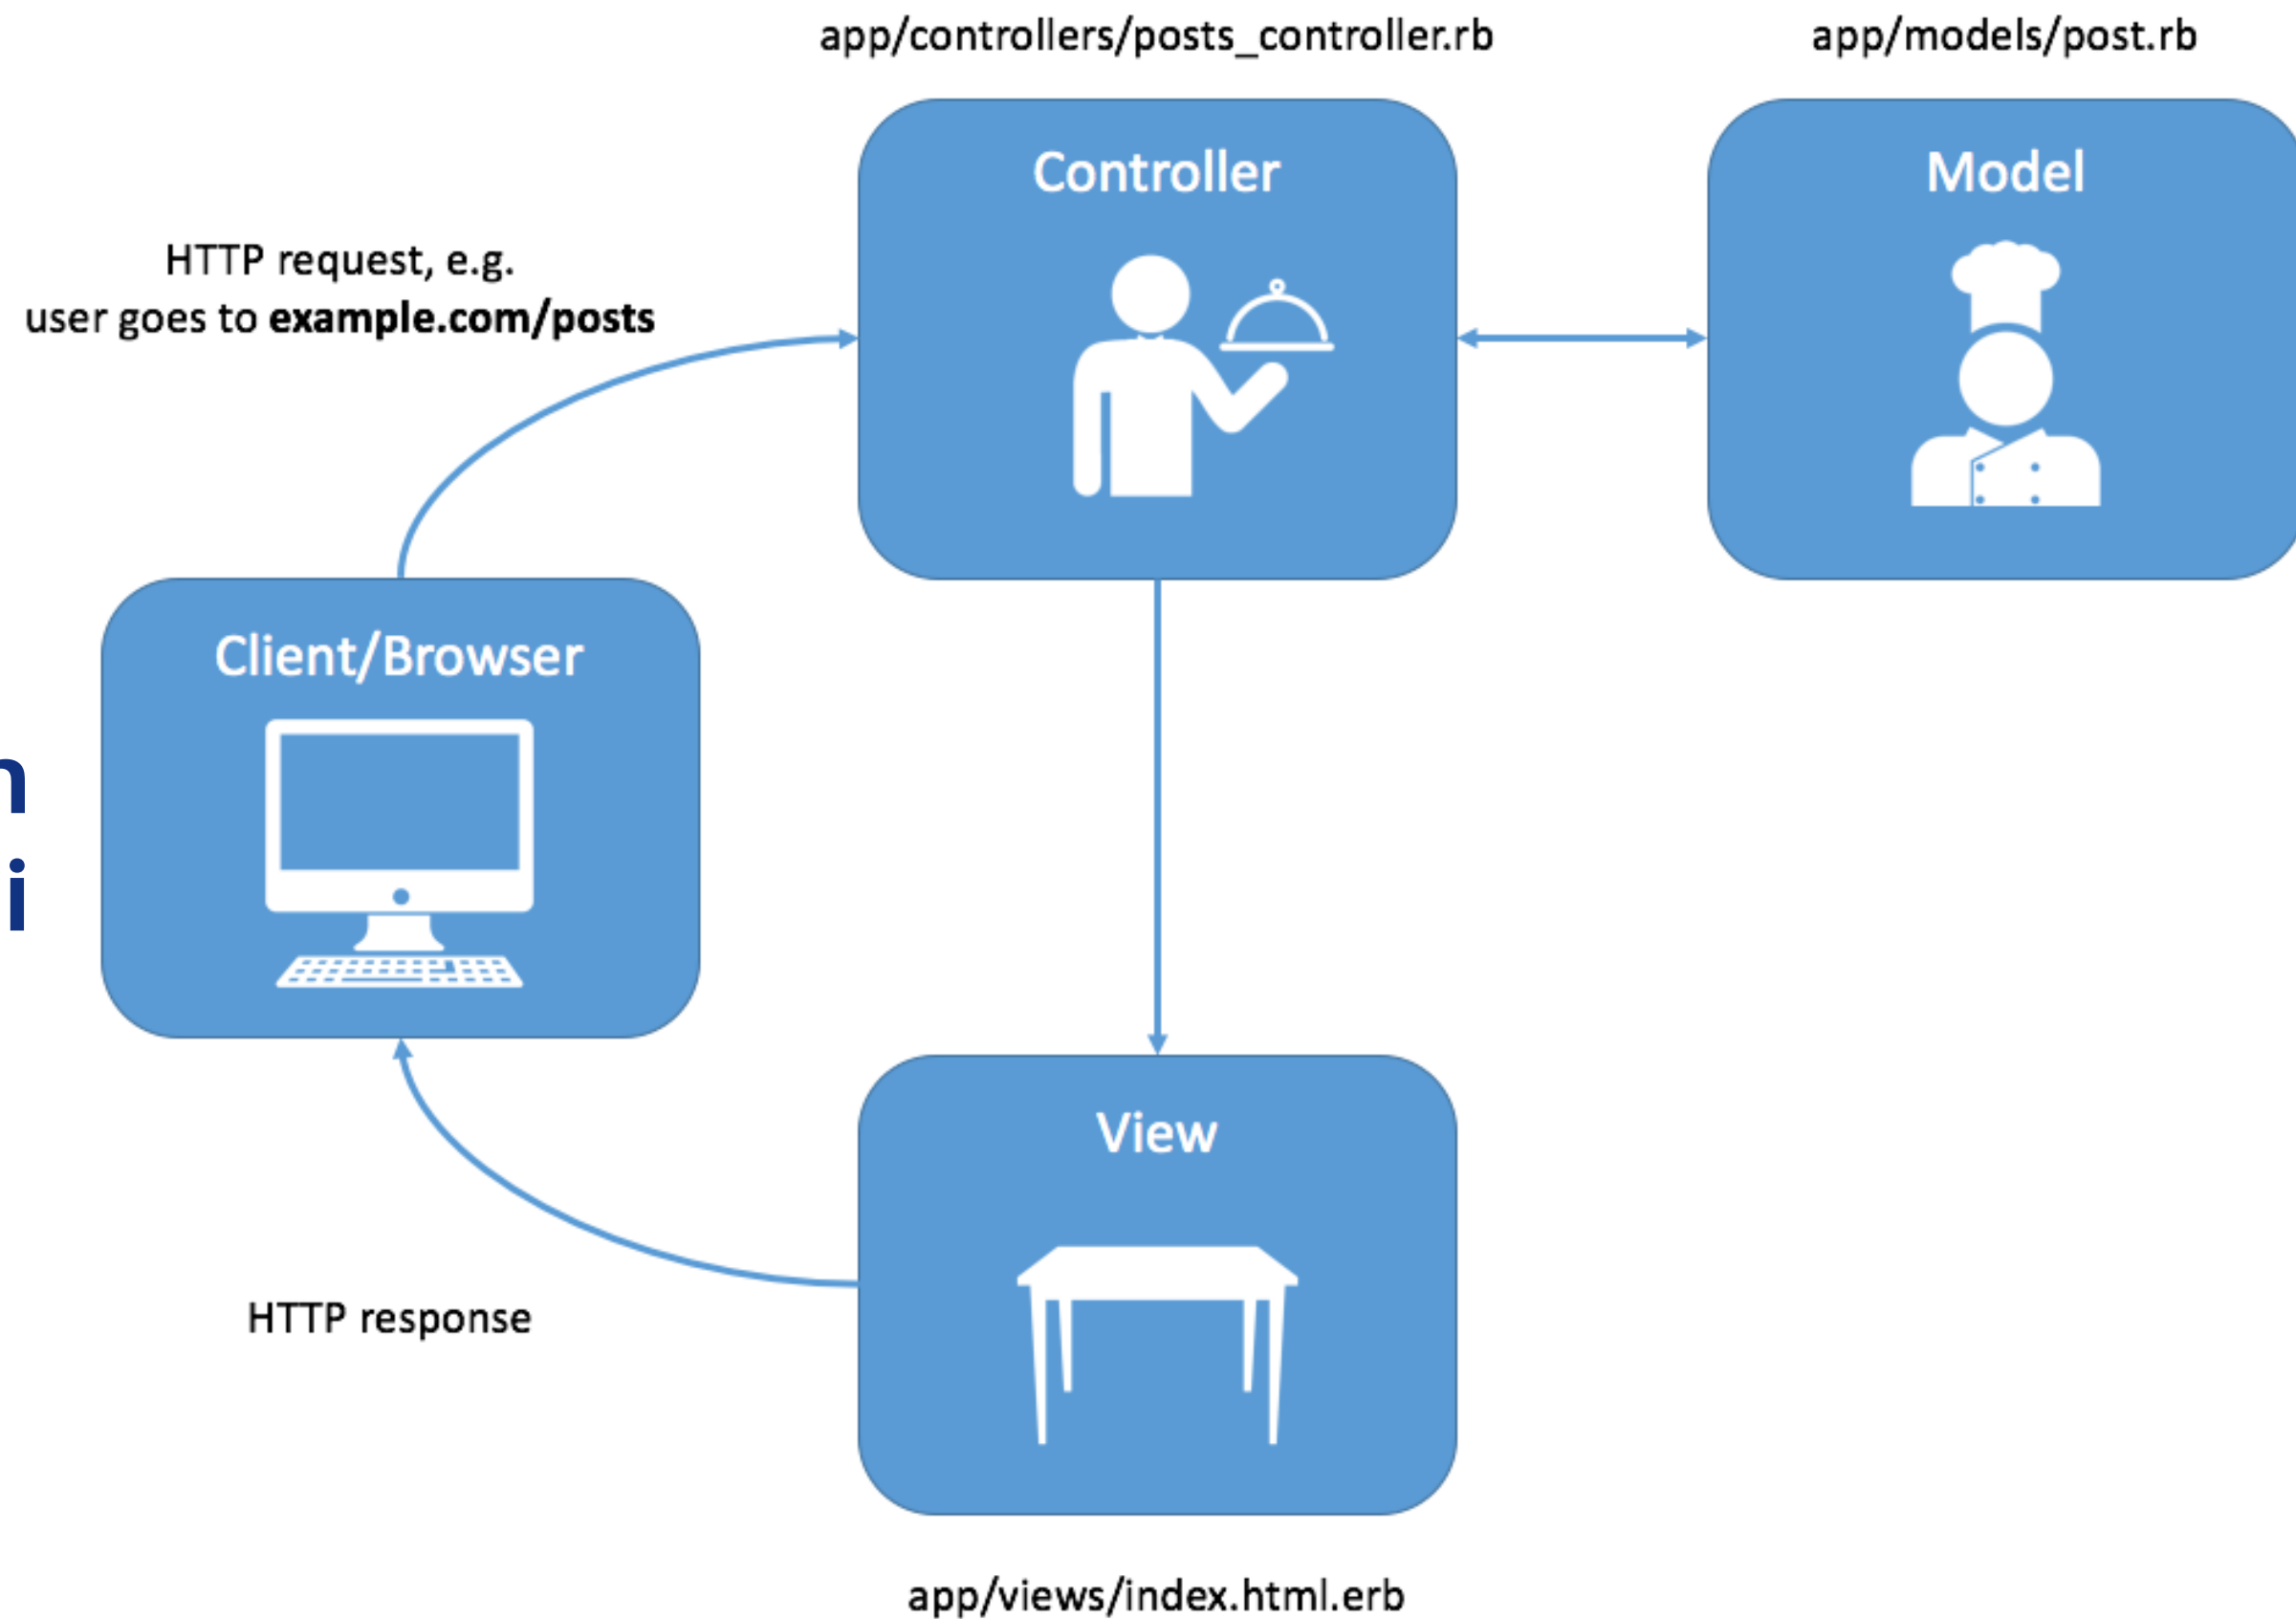 app/controllers/posts_controller.rb
app/models/post.rb
Controller
Model
HTTP request, e.g.
user goes to example.com/posts
Client/Browser
n
i
View
HTTP response
app/views/index.html.erb